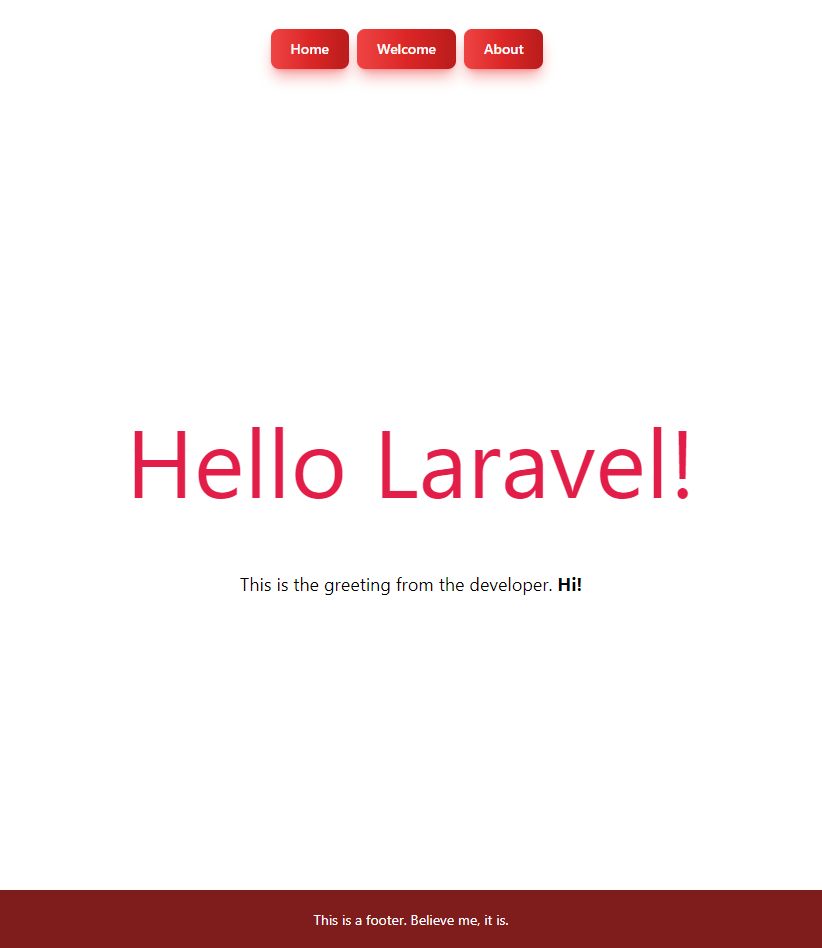 Home Welcome About
Hello Laravel!
This is the greeting from the developer. Hi!
This is a footer. Believe me, it is.